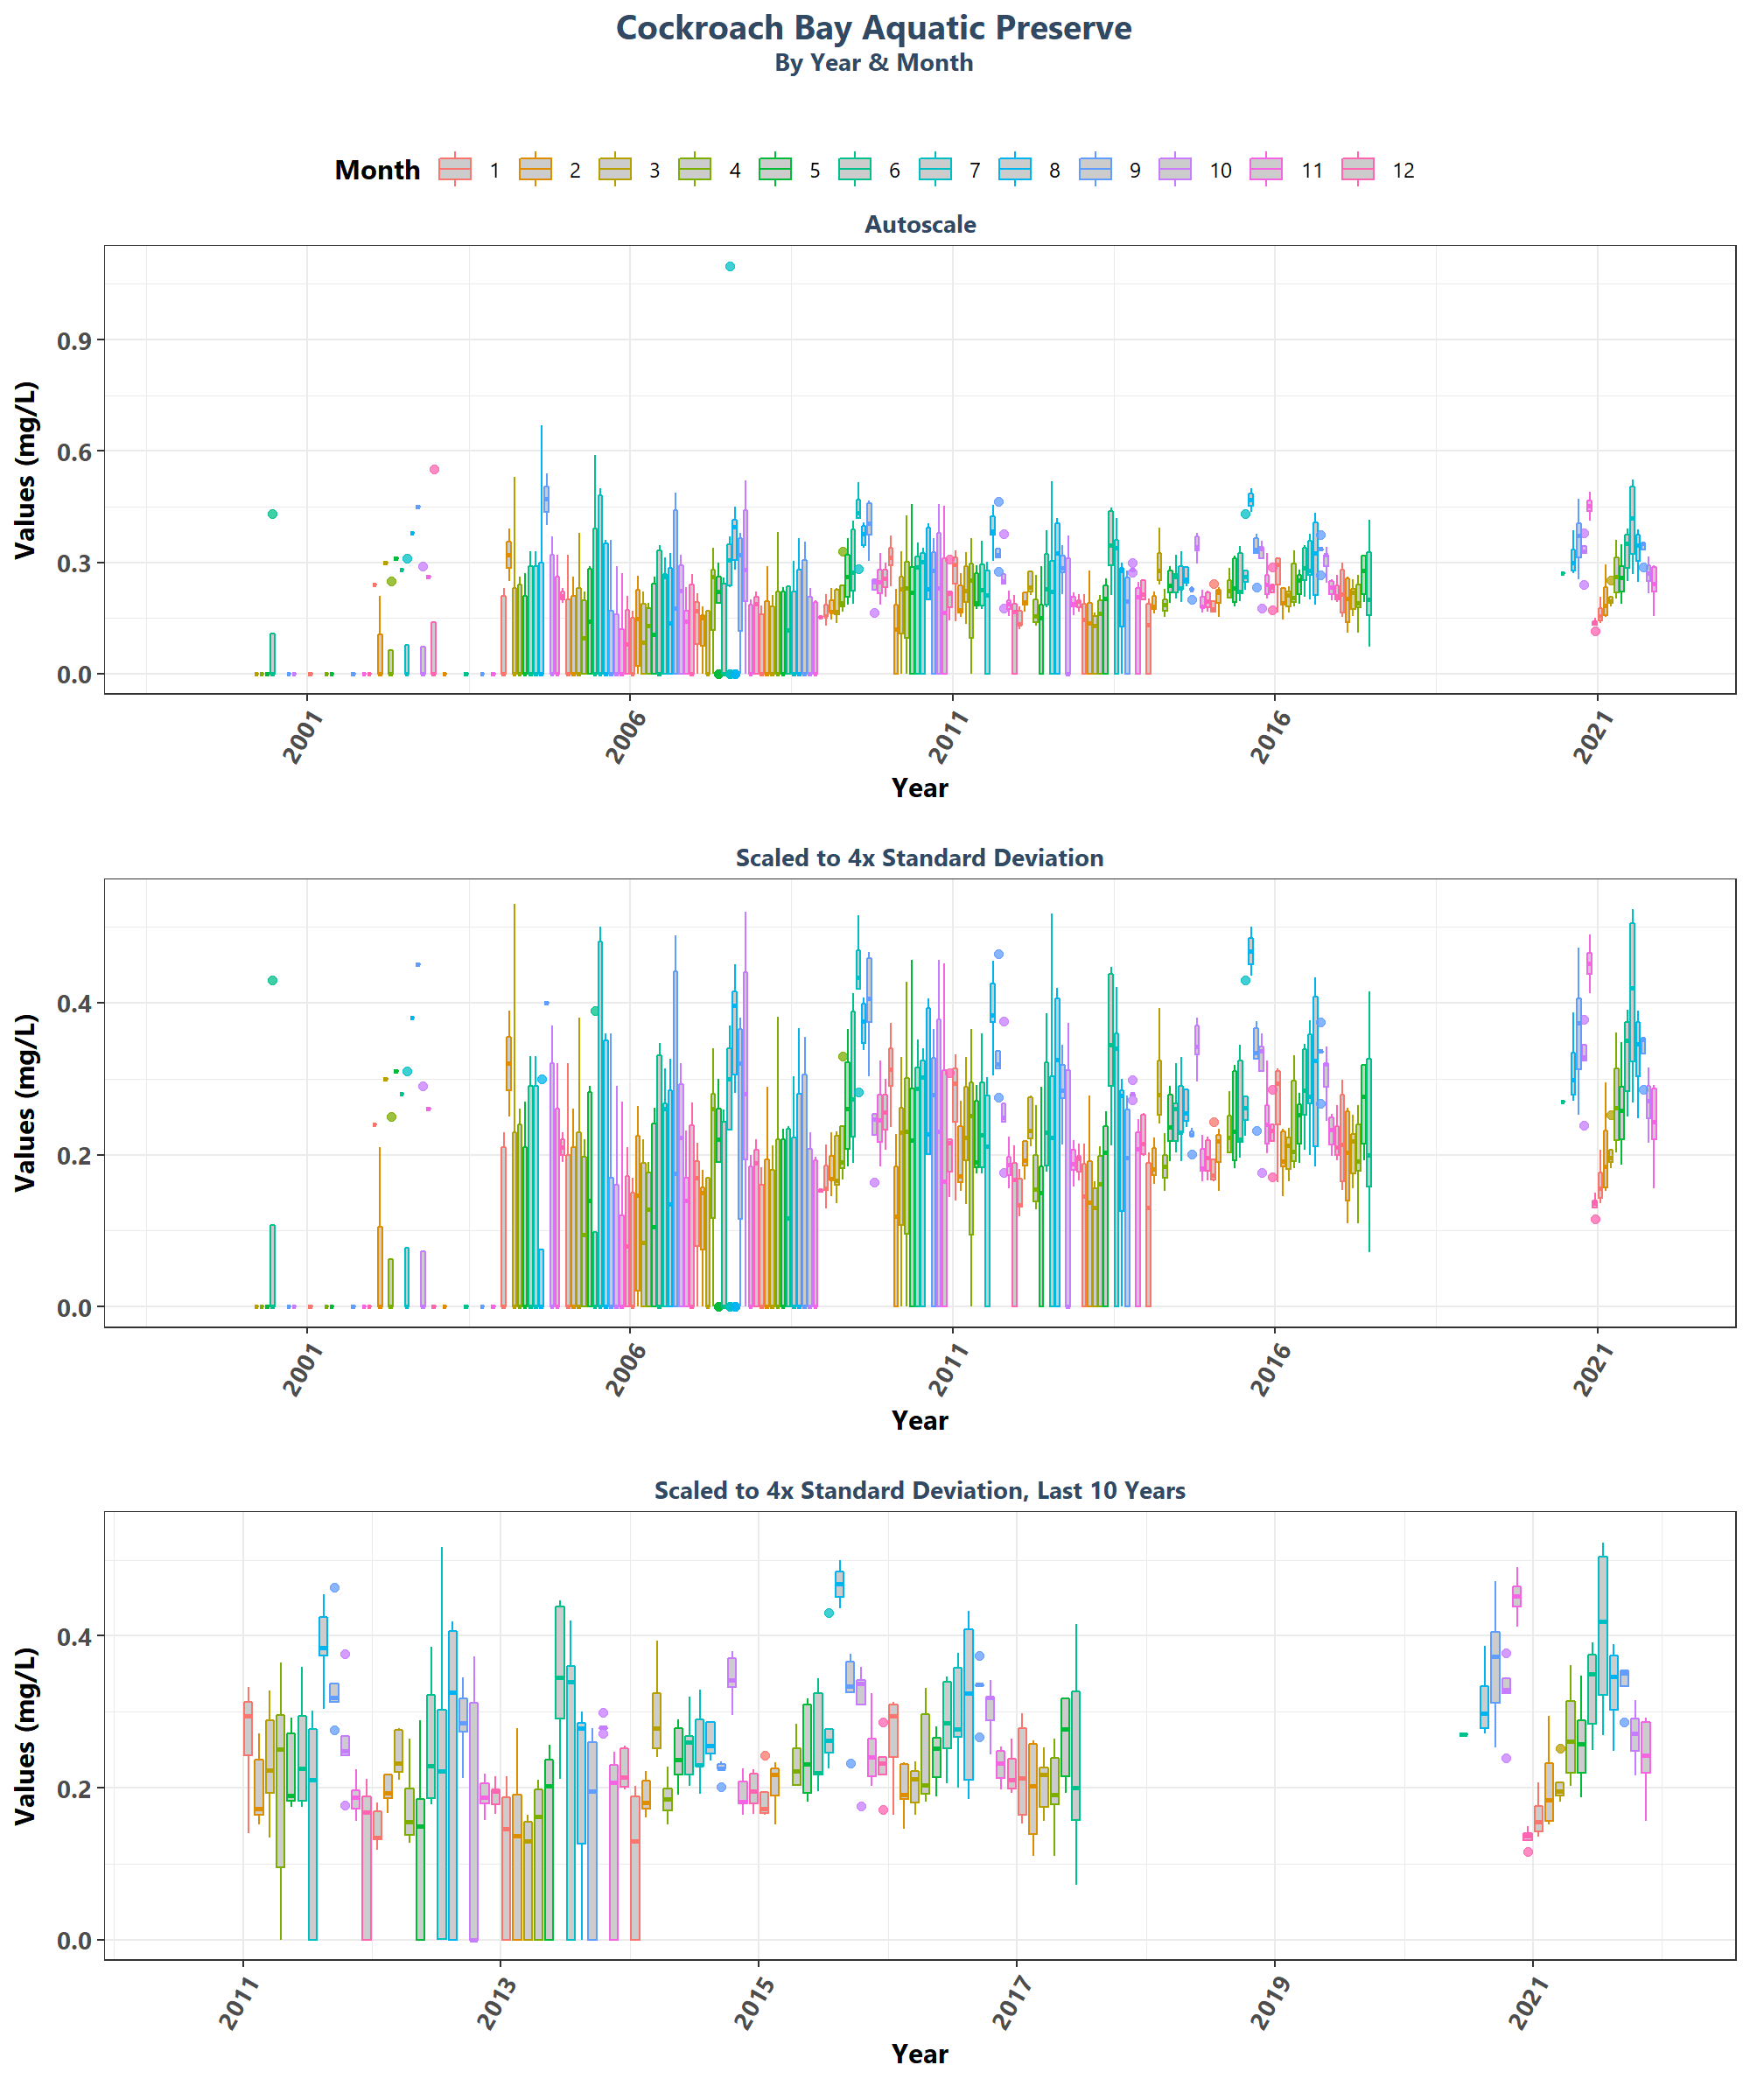 Cockroach Bay Aquatic Preserve
By Year & Month
Month 1 2 3 4 5 6 7 8 9 10 11 12
Autoscale
Values (mg/L)
0.9
0.6
0.3
0.0
2001 2006 2011 2016 2021
Year
Scaled to 4x Standard Deviation
Values (mg/L)
0.4
0.2
0.0
2001 2006 2011 2016 2021
Year
Scaled to 4x Standard Deviation, Last 10 Years
Values (mg/L)
0.4
0.2
0.0
2011 2013 2015 2017 2019 2021
Year